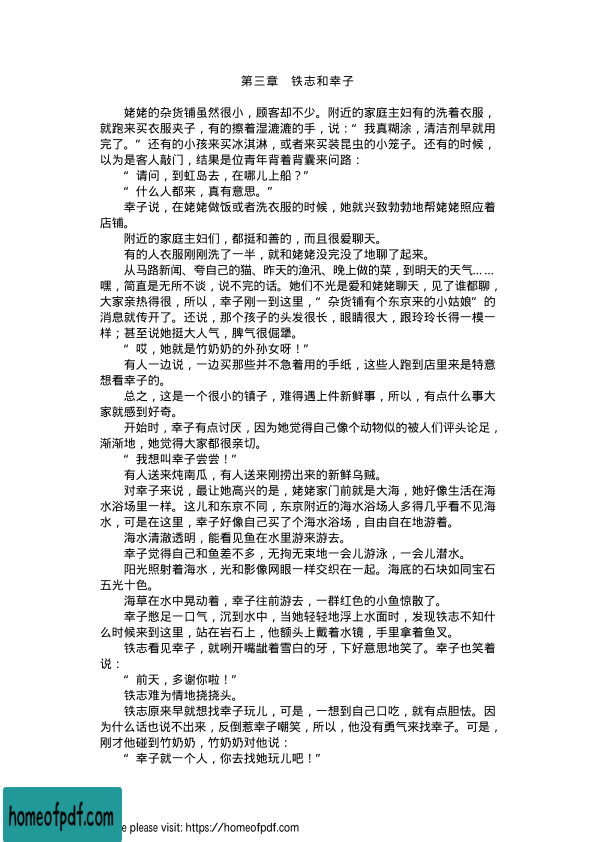 第三章　铁志和幸子
姥姥的杂货铺虽然很小，顾客却不少。附近的家庭主妇有的洗着衣服，
就跑来买衣服夹子，有的擦着湿漉漉的手，说：“我真糊涂，清洁剂早就用
完了。”还有的小孩来买冰淇淋，或者来买装昆虫的小笼子。还有的时候，
以为是客人敲门，结果是位青年背着背囊来问路：
“请问，到虹岛去，在哪儿上船？”
“什么人都来，真有意思。”
幸子说，在姥姥做饭或者洗衣服的时候，她就兴致勃勃地帮姥姥照应着
店铺。
附近的家庭主妇们，都挺和善的，而且很爱聊天。
有的人衣服刚刚洗了一半，就和姥姥没完没了地聊了起来。
从马路新闻、夸自己的猫、昨天的渔汛、晚上做的菜，到明天的天气……
嘿，简直是无所不谈，说不完的话。她们不光是爱和姥姥聊天，见了谁都聊，
大家亲热得很，所以，幸子刚一到这里，“杂货铺有个东京来的小姑娘”的
消息就传开了。还说，那个孩子的头发很长，眼睛很大，跟玲玲长得一模一
样；甚至说她挺大人气，脾气很倔犟。
“哎，她就是竹奶奶的外孙女呀！”
有人一边说，一边买那些并不急着用的手纸，这些人跑到店里来是特意
想看幸子的。
总之，这是一个很小的镇子，难得遇上件新鲜事，所以，有点什么事大
家就感到好奇。
开始时，幸子有点讨厌，因为她觉得自己像个动物似的被人们评头论足，
渐渐地，她觉得大家都很亲切。
“我想叫幸子尝尝！”
有人送来炖南瓜，有人送来刚捞出来的新鲜乌贼。
对幸子来说，最让她高兴的是，姥姥家门前就是大海，她好像生活在海
水浴场里一样。这儿和东京不同，东京附近的海水浴场人多得几乎看不见海
水，可是在这里，幸子好像自己买了个海水浴场，自由自在地游着。
海水清澈透明，能看见鱼在水里游来游去。
幸子觉得自己和鱼差不多，无拘无束地一会儿游泳，一会儿潜水。
阳光照射着海水，光和影像网眼一样交织在一起。海底的石块如同宝石
五光十色。
海草在水中晃动着，幸子往前游去，一群红色的小鱼惊散了。
幸子憋足一口气，沉到水中，当她轻轻地浮上水面时，发现铁志不知什
么时候来到这里，站在岩石上，他额头上戴着水镜，手里拿着鱼叉。
铁志看见幸子，就咧开嘴龇着雪白的牙，下好意思地笑了。幸子也笑着
说：
“前天，多谢你啦！”
铁志难为情地挠挠头。
铁志原来早就想找幸子玩儿，可是，一想到自己口吃，就有点胆怯。因
为什么话也说不出来，反倒惹幸子嘲笑，所以，他没有勇气来找幸子。可是，
刚才他碰到竹奶奶，竹奶奶对他说：
“幸子就一个人，你去找她玩儿吧！”
homeofpdf.com
e please visit: https://homeofpdf.com